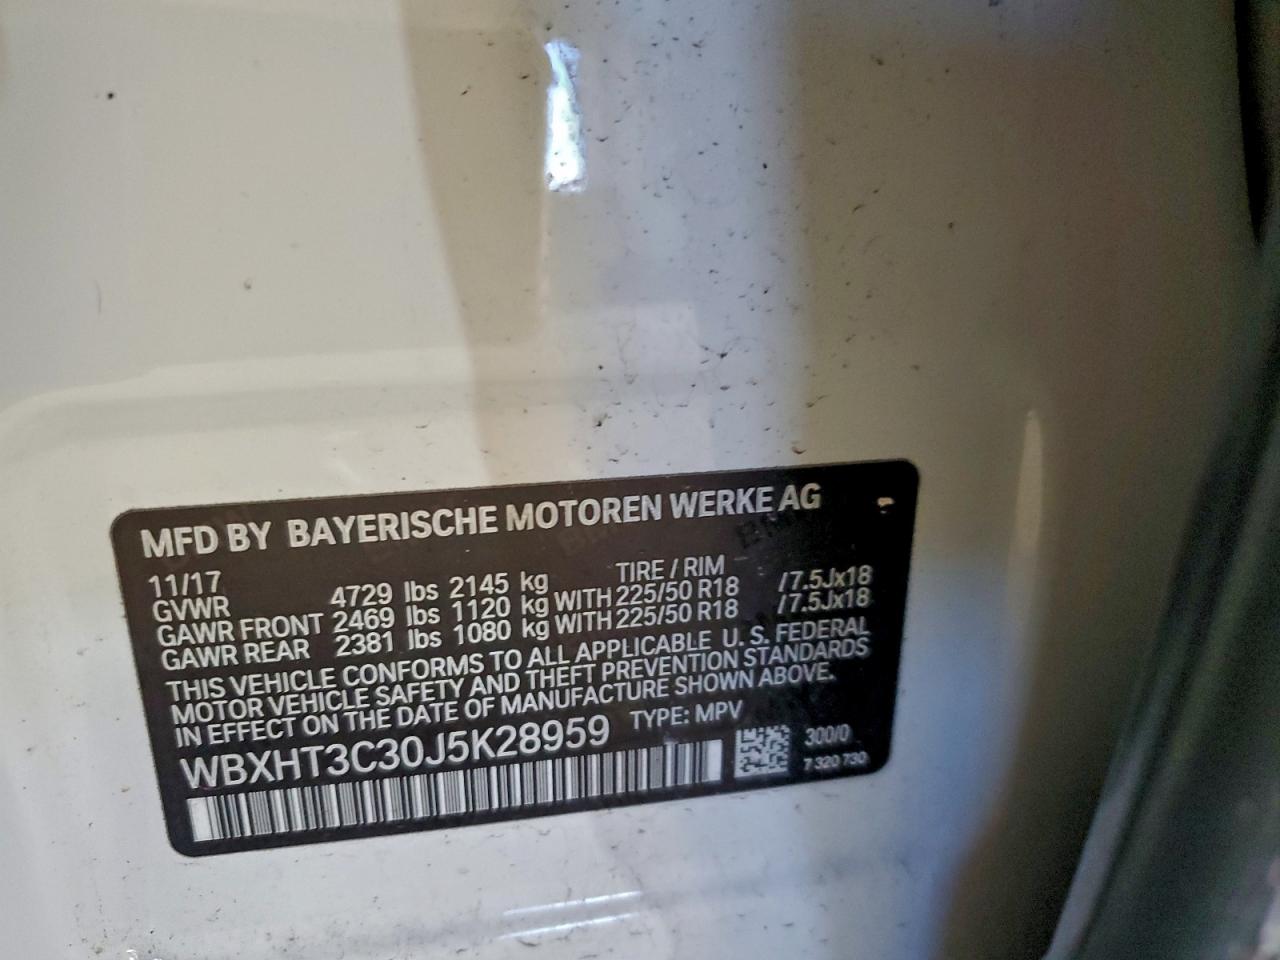 MFD BY BAYERISCHE MOTOREN WERKE AG
11/17 TIRE / RIM
GVWR 4729 lbs 2145 kg
GAWR FRONT 2469 lbs 1120 kg WITH 225/50 R18 /7.5Jx18
GAWR REAR 2381 lbs 1080 kg WITH 225/50 R18 /7.5Jx18
THIS VEHICLE CONFORMS TO ALL APPLICABLE U.S. FEDERAL
MOTOR VEHICLE SAFETY AND THEFT PREVENTION STANDARDS
IN EFFECT ON THE DATE OF MANUFACTURE SHOWN ABOVE.
WBXHT3C30J5K28959 TYPE: MPV
300/0
7 320 730